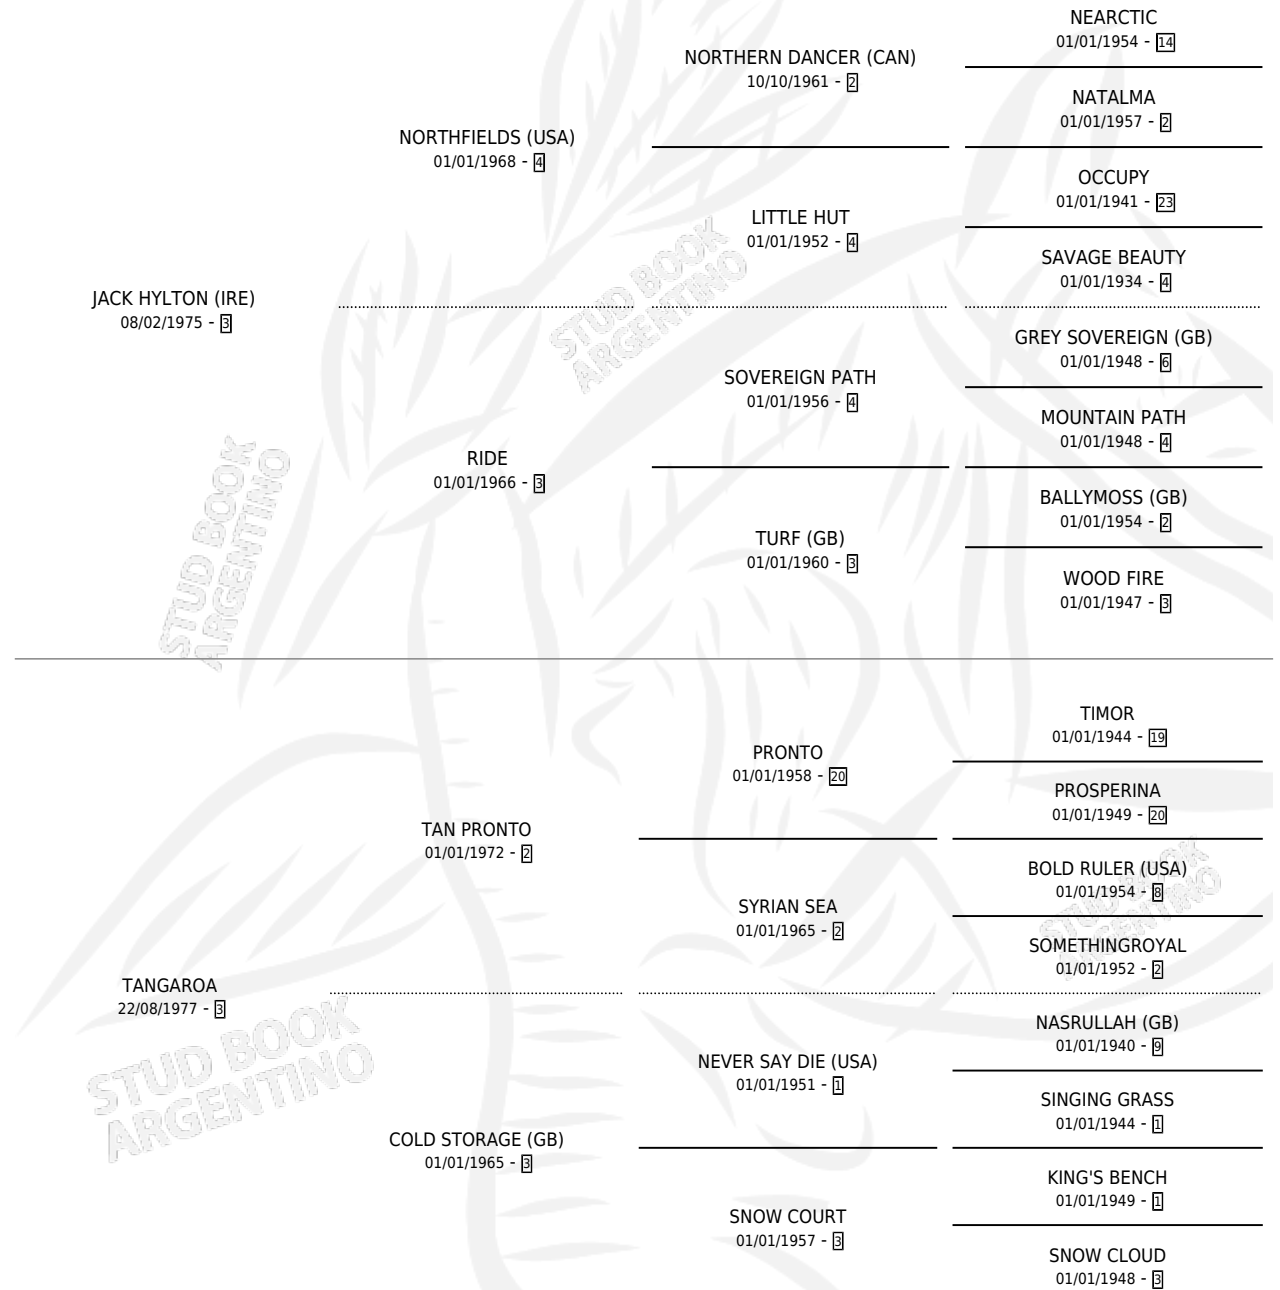 NEARCTIC
01/01/1954 - 14
NORTHERN DANCER (CAN)
10/10/1961 - 2
NATALMA
01/01/1957 - 2
NORTHFIELDS (USA)
01/01/1968 - 4
OCCUPY
01/01/1941 - 23
LITTLE HUT
01/01/1952 - 4
SAVAGE BEAUTY
01/01/1934 - 4
JACK HYLTON (IRE)
08/02/1975 - 3
GREY SOVEREIGN (GB)
01/01/1948 - 6
SOVEREIGN PATH
01/01/1956 - 4
MOUNTAIN PATH
01/01/1948 - 4
RIDE
01/01/1966 - 3
BALLYMOSS (GB)
01/01/1954 - 2
TURF (GB)
01/01/1960 - 3
WOOD FIRE
01/01/1947 - 3
TIMOR
01/01/1944 - 19
PRONTO
01/01/1958 - 20
PROSPERINA
01/01/1949 - 20
TAN PRONTO
01/01/1972 - 2
BOLD RULER (USA)
01/01/1954 - 8
SYRIAN SEA
01/01/1965 - 2
SOMETHINGROYAL
01/01/1952 - 2
TANGAROA
22/08/1977 - 3
NASRULLAH (GB)
01/01/1940 - 9
NEVER SAY DIE (USA)
01/01/1951 - 1
SINGING GRASS
01/01/1944 - 1
COLD STORAGE (GB)
01/01/1965 - 3
KING'S BENCH
01/01/1949 - 1
SNOW COURT
01/01/1957 - 3
SNOW CLOUD
01/01/1948 - 3
STUD BOOK
ARGENTINO
STUD BOOK
ARGENTINO
STUD BOOK
ARGENTINO
STUD BOOK
ARGENTINO